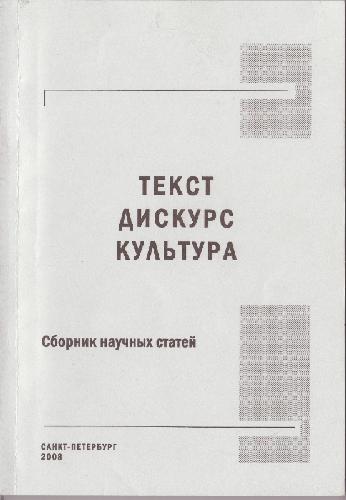 ТЕКСТ
ДИСКУРС
КУЛЬТУРА
Сборник научных статей
САНКТ-ПЕТЕРБУРГ
2008